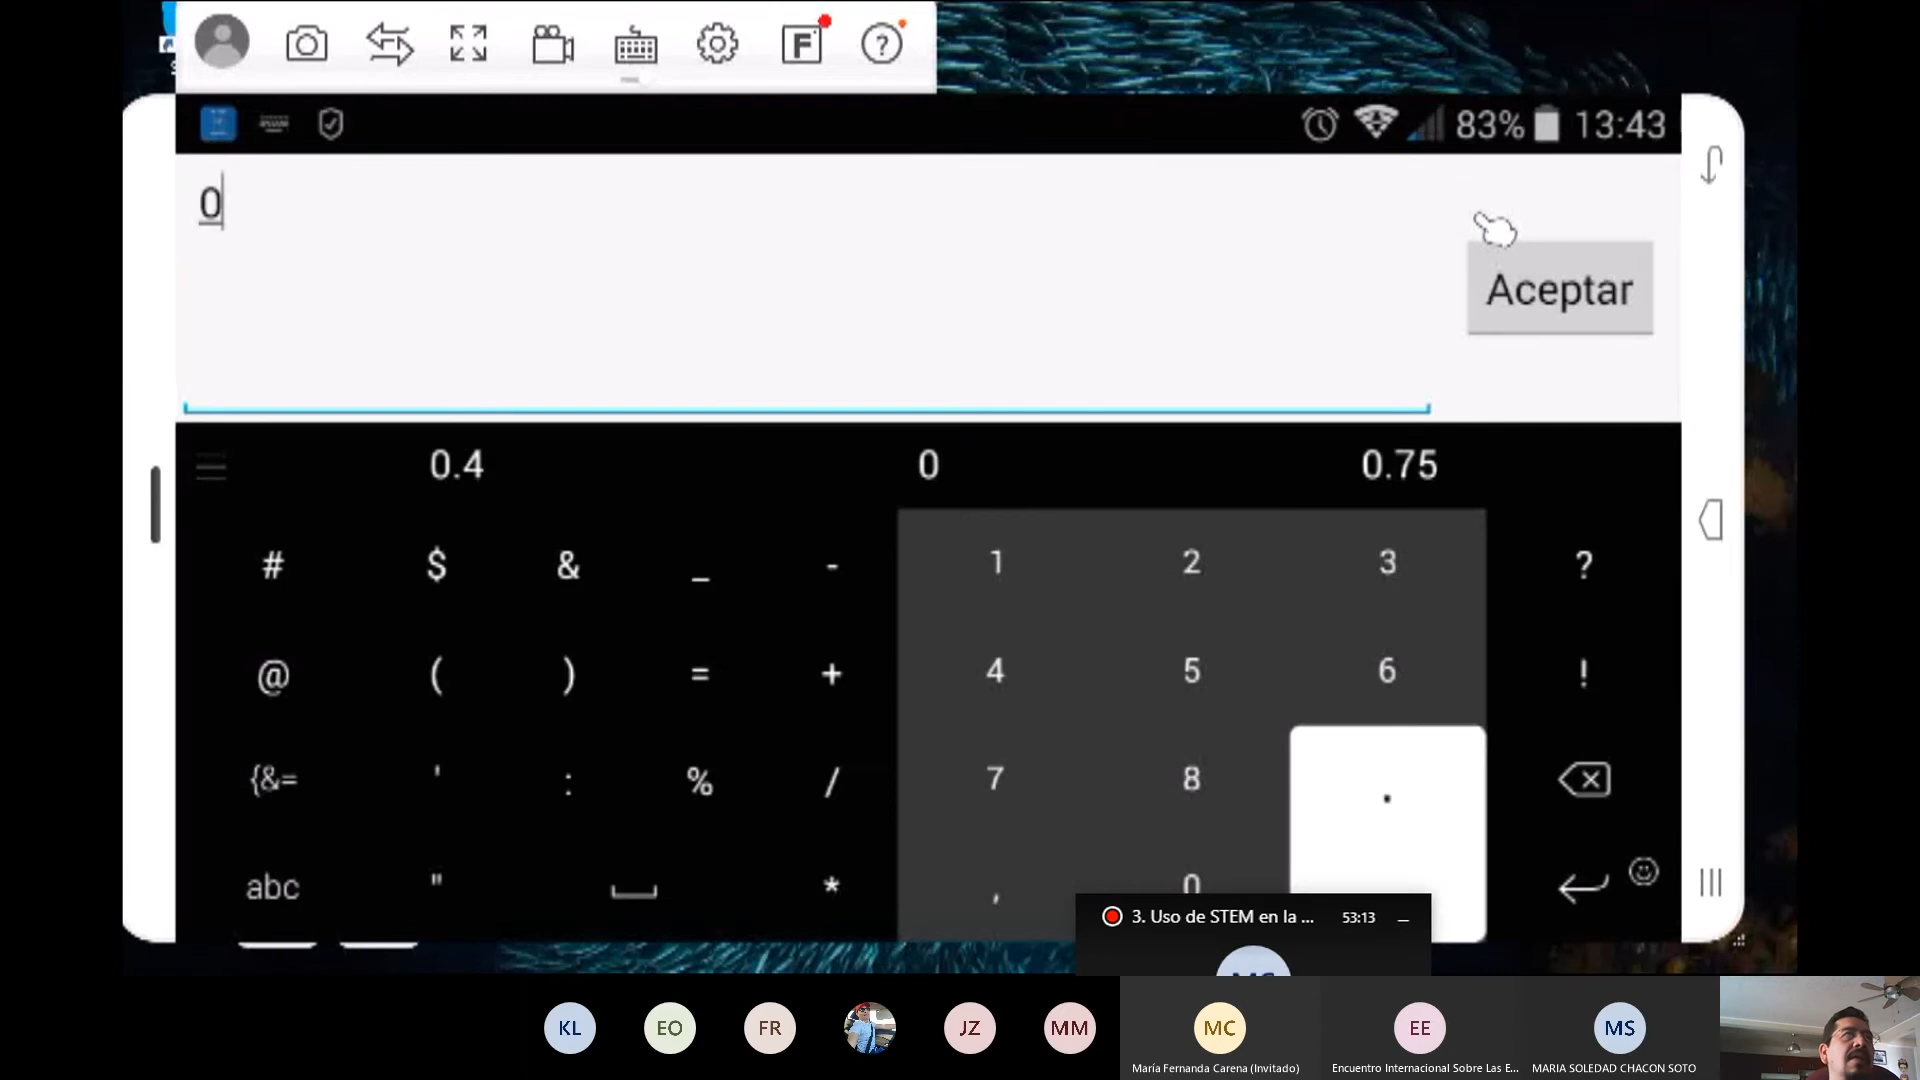 F
?
83% 13:43
0
Aceptar
0.4 0 0.75
# $ & _ - 1 2 3 ?
@ ( ) = + 4 5 6 !
{&= ' : % / 7 8 .
abc " * , 0
3. Uso de STEM en la ... 53:13
KL EO FR JZ MM MC EE MS
María Fernanda Carena (Invitado)
Encuentro Internacional Sobre Las E...
MARIA SOLEDAD CHACON SOTO